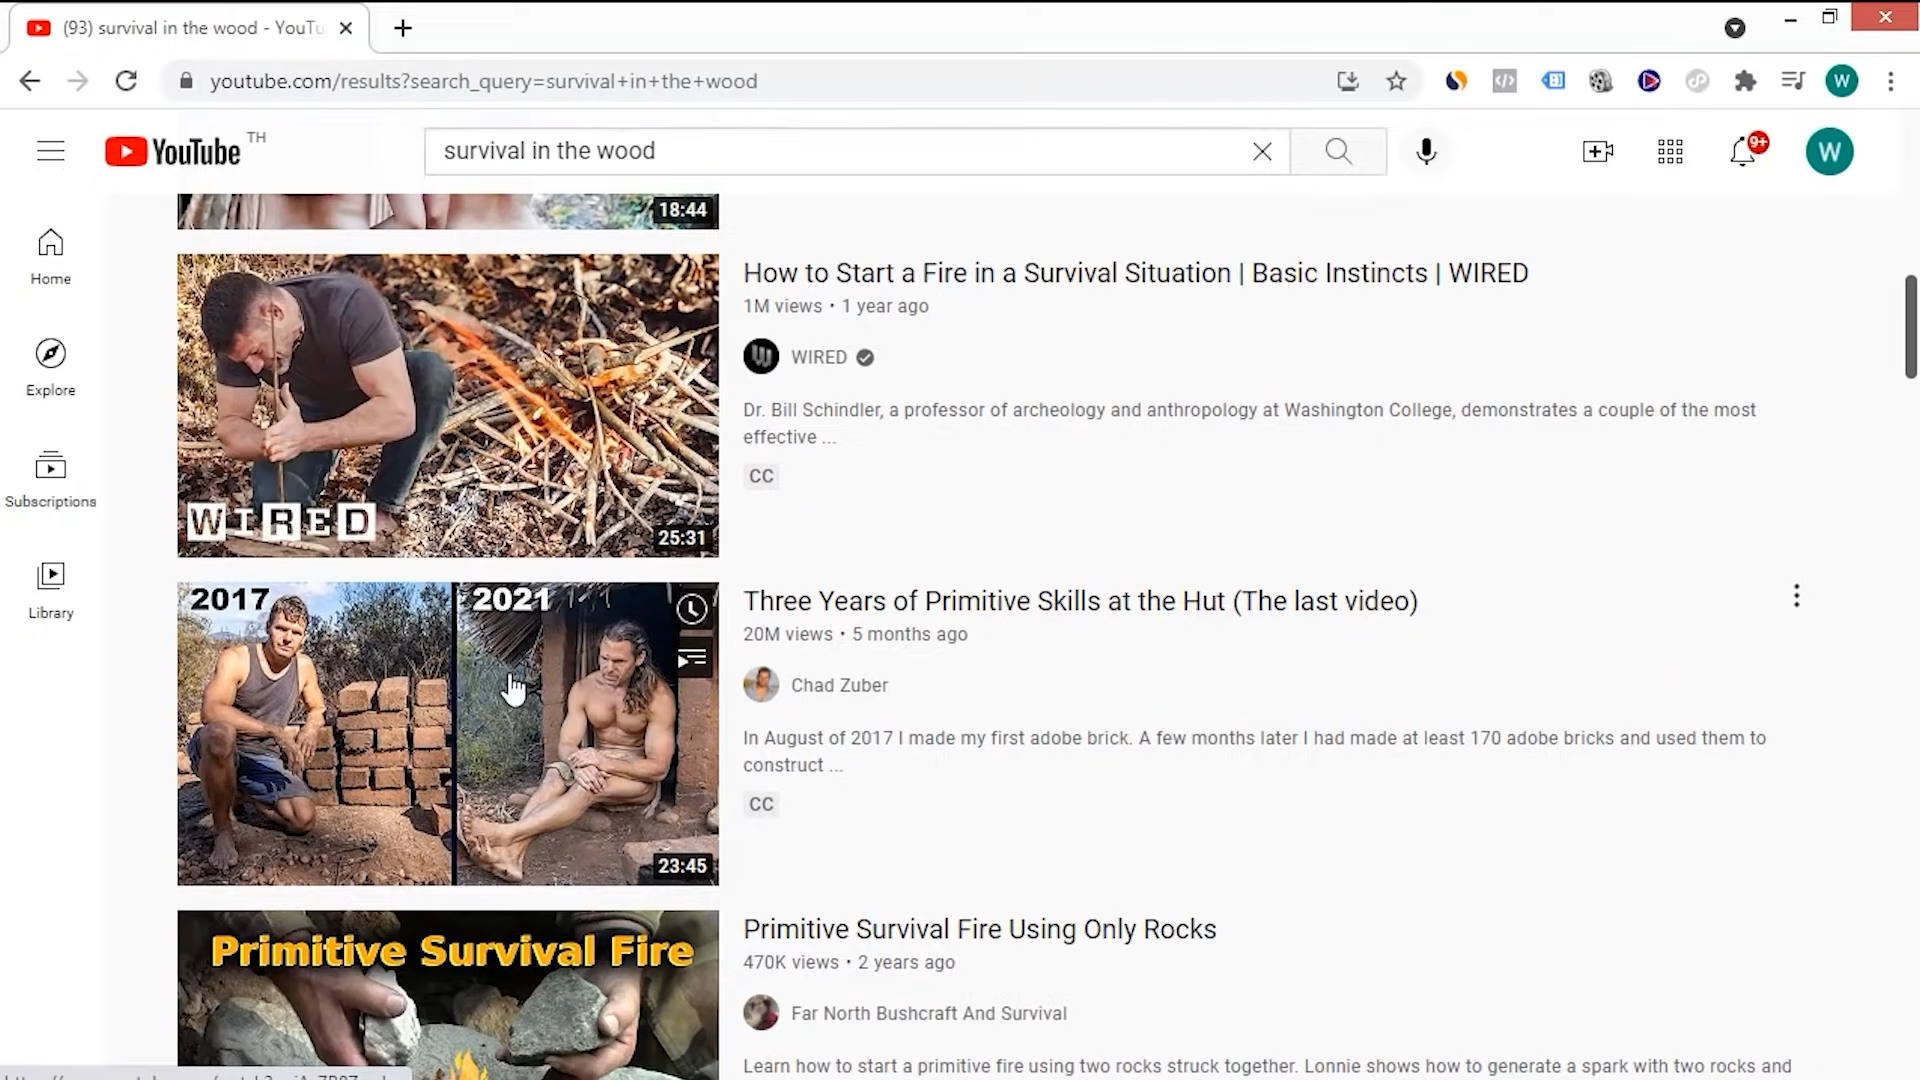 (93) survival in the wood - YouTu
youtube.com/results?search_query=survival+in+the+wood
W
YouTube TH
survival in the wood
9+
W
Home
Explore
Subscriptions
Library
18:44
WIRED
25:31
How to Start a Fire in a Survival Situation | Basic Instincts | WIRED
1M views • 1 year ago
WIRED
Dr. Bill Schindler, a professor of archeology and anthropology at Washington College, demonstrates a couple of the most
effective ...
CC
2017
2021
23:45
Three Years of Primitive Skills at the Hut (The last video)
20M views • 5 months ago
Chad Zuber
In August of 2017 I made my first adobe brick. A few months later I had made at least 170 adobe bricks and used them to
construct ...
CC
Primitive Survival Fire
Primitive Survival Fire Using Only Rocks
470K views • 2 years ago
Far North Bushcraft And Survival
Learn how to start a primitive fire using two rocks struck together. Lonnie shows how to generate a spark with two rocks and